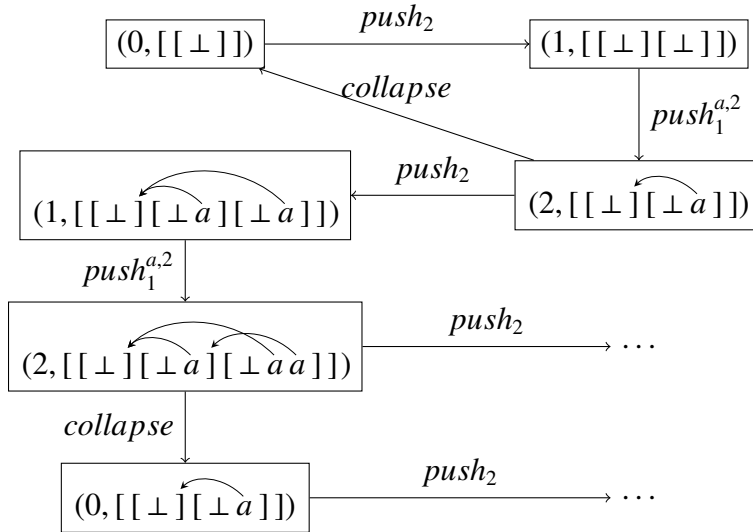 (0, [ [ ⊥ ] ]) push₂ (1, [ [ ⊥ ] [ ⊥ ] ])
collapse push₁ᵃ,²
(1, [ [ ⊥ ] [ ⊥ a ] [ ⊥ a ] ]) push₂ (2, [ [ ⊥ ] [ ⊥ a ] ])
push₁ᵃ,²
(2, [ [ ⊥ ] [ ⊥ a ] [ ⊥ a a ] ]) push₂ ···
collapse
(0, [ [ ⊥ ] [ ⊥ a ] ]) push₂ ···